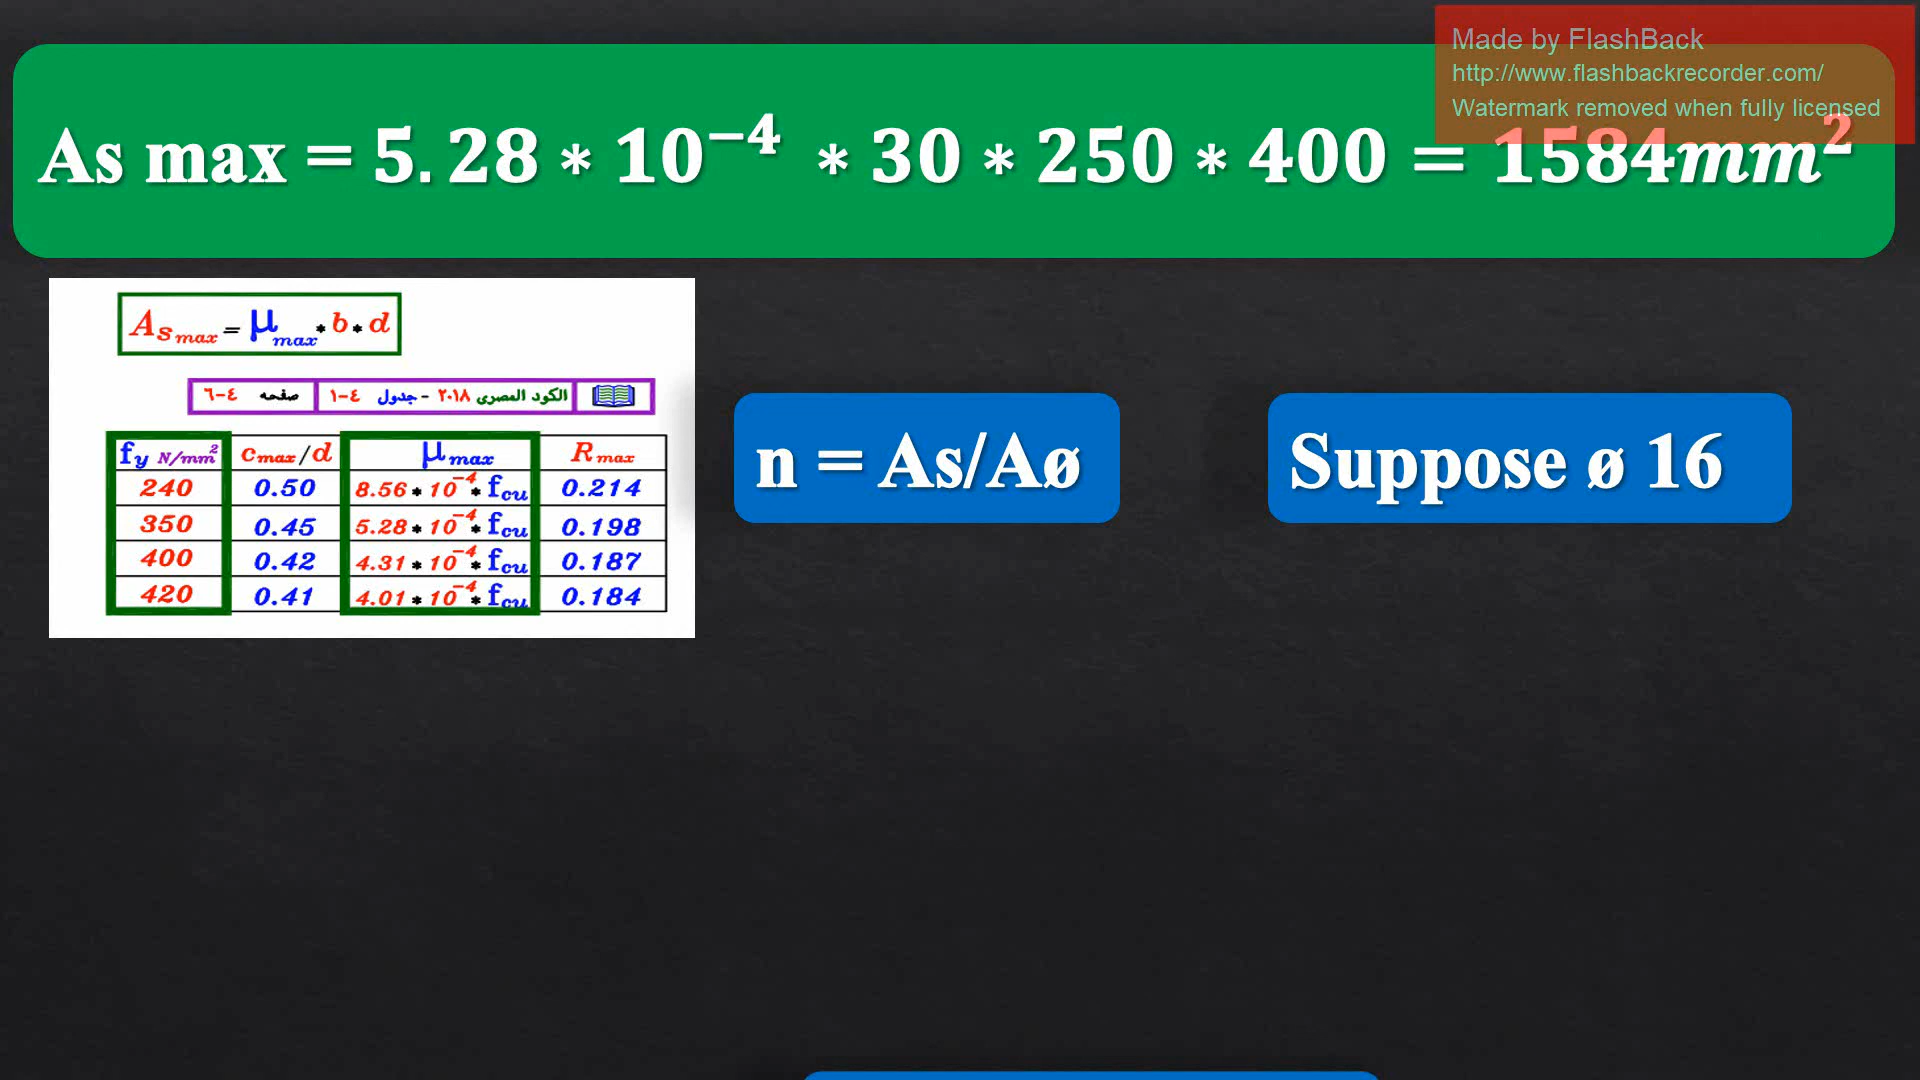 Made by FlashBack
http://www.flashbackrecorder.com/
Watermark removed when fully licensed
As max = 5.28 * 10⁻⁴ * 30 * 250 * 400 = 1584mm²
As max = μ max * b * d
الكود المصرى ٢٠١٨ - جدول ٤-١ صفحه ٤-٦
fy N/mm² cmax/d μmax Rmax
240 0.50 8.56 * 10⁻⁴ * fcu 0.214
350 0.45 5.28 * 10⁻⁴ * fcu 0.198
400 0.42 4.31 * 10⁻⁴ * fcu 0.187
420 0.41 4.01 * 10⁻⁴ * fcu 0.184
n = As/Aø
Suppose ø 16